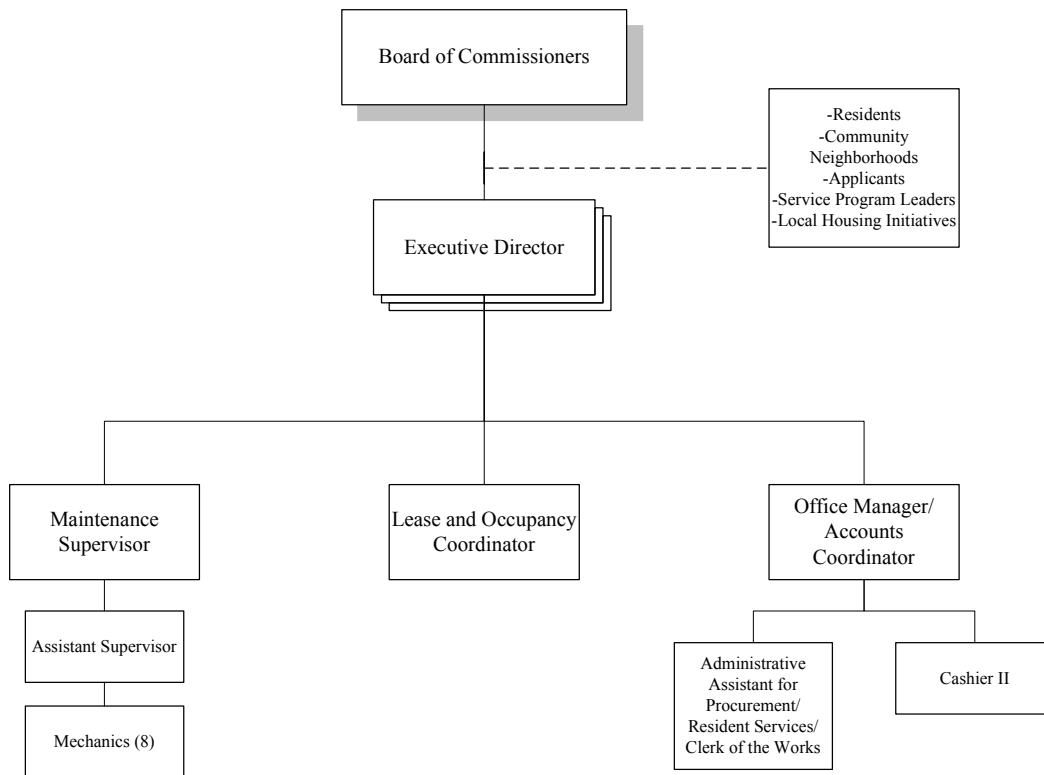 Board of Commissioners
-Residents
-Community
Neighborhoods
-Applicants
-Service Program Leaders
-Local Housing Initiatives
Executive Director
Maintenance
Supervisor
Lease and Occupancy
Coordinator
Office Manager/
Accounts
Coordinator
Assistant Supervisor
Administrative
Assistant for
Procurement/
Resident Services/
Clerk of the Works
Cashier II
Mechanics (8)